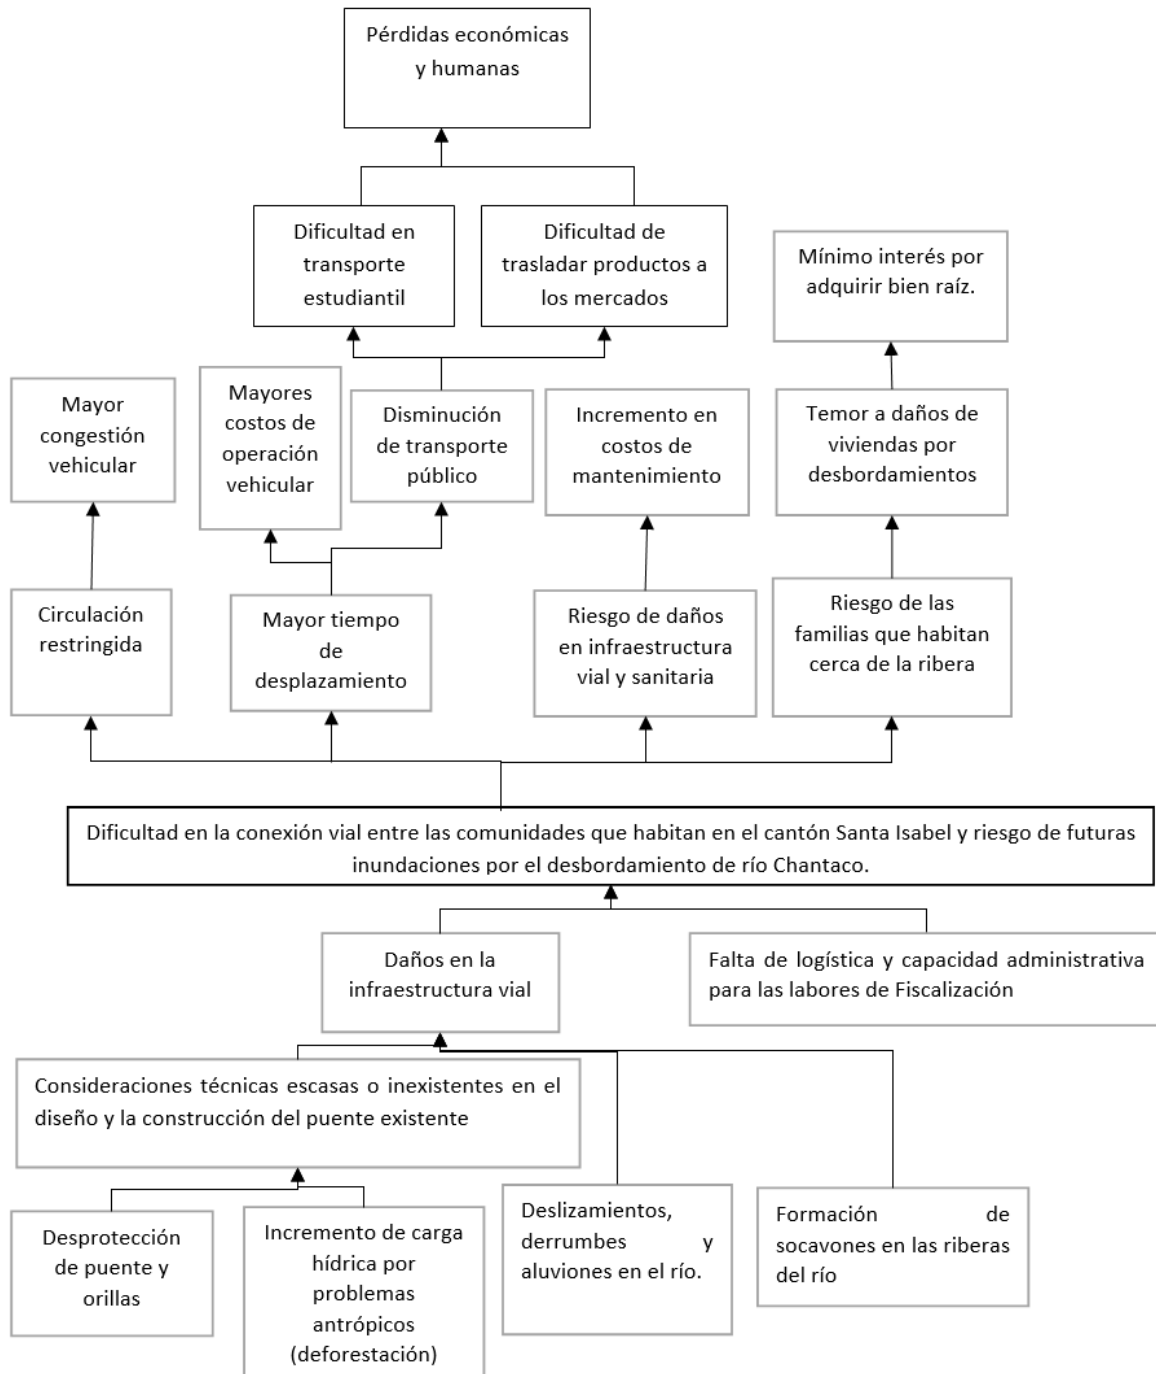 Pérdidas económicas
y humanas
Dificultad en
transporte
estudiantil
Dificultad de
trasladar productos a
los mercados
Mínimo interés por
adquirir bien raíz.
Mayor
congestión
vehicular
Mayores
costos de
operación
vehicular
Disminución
de transporte
público
Incremento en
costos de
mantenimiento
Temor a daños de
viviendas por
desbordamientos
Circulación
restringida
Mayor tiempo
de
desplazamiento
Riesgo de daños
en infraestructura
vial y sanitaria
Riesgo de las
familias que habitan
cerca de la ribera
Dificultad en la conexión vial entre las comunidades que habitan en el cantón Santa Isabel y riesgo de futuras
inundaciones por el desbordamiento de río Chantaco.
Daños en la
infraestructura vial
Falta de logística y capacidad administrativa
para las labores de Fiscalización
Consideraciones técnicas escasas o inexistentes en el
diseño y la construcción del puente existente
Desprotección
de puente y
orillas
Incremento de carga
hídrica por
problemas
antrópicos
(deforestación)
Deslizamientos,
derrumbes y
aluviones en el río.
Formación de
socavones en las riberas
del río